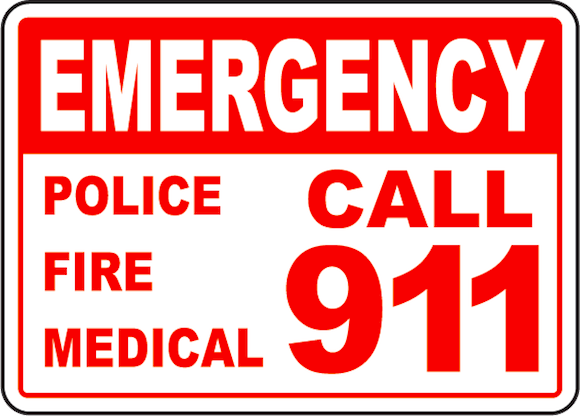 EMERGENCY
POLICE
FIRE
MEDICAL
CALL
911